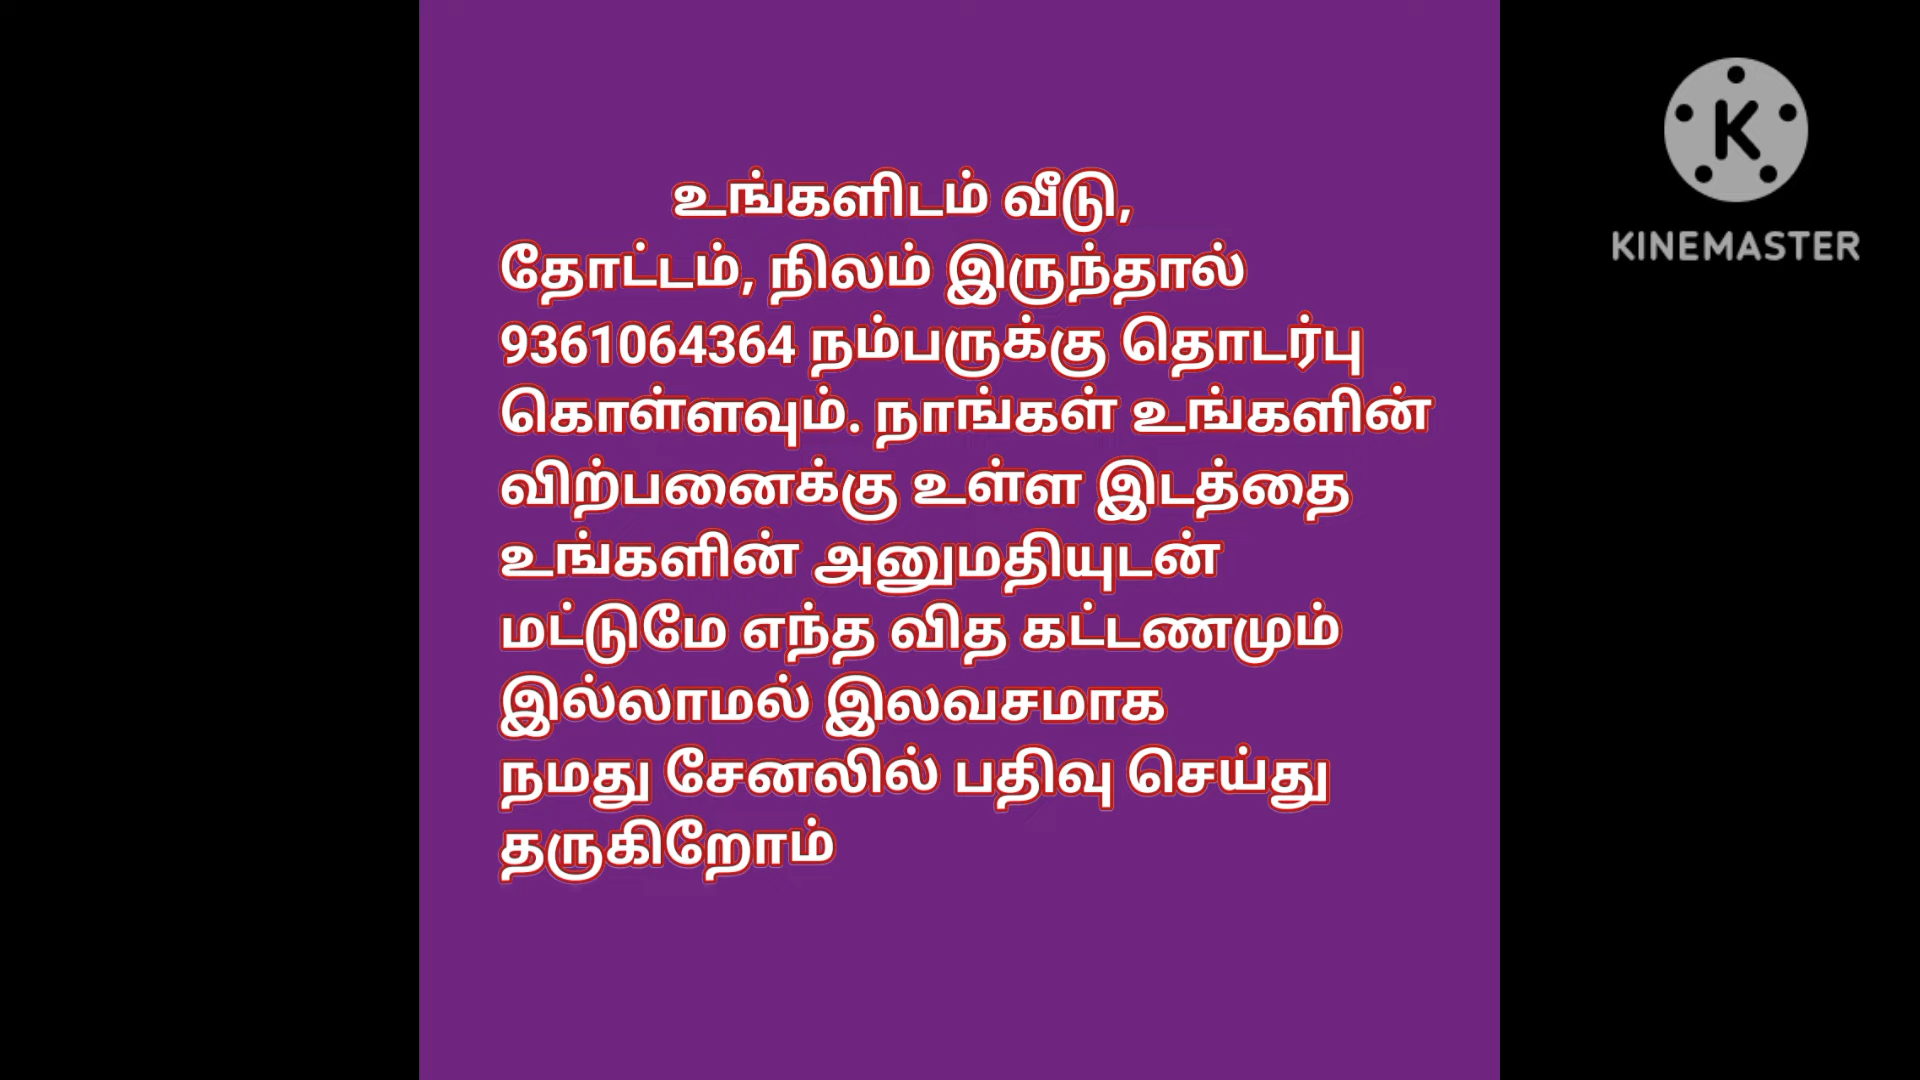 உங்களிடம் வீடு,
தோட்டம், நிலம் இருந்தால்
9361064364 நம்பருக்கு தொடர்பு
கொள்ளவும். நாங்கள் உங்களின்
விற்பனைக்கு உள்ள இடத்தை
உங்களின் அனுமதியுடன்
மட்டுமே எந்த வித கட்டணமும்
இல்லாமல் இலவசமாக
நமது சேனலில் பதிவு செய்து
தருகிறோம்
K
KINEMASTER